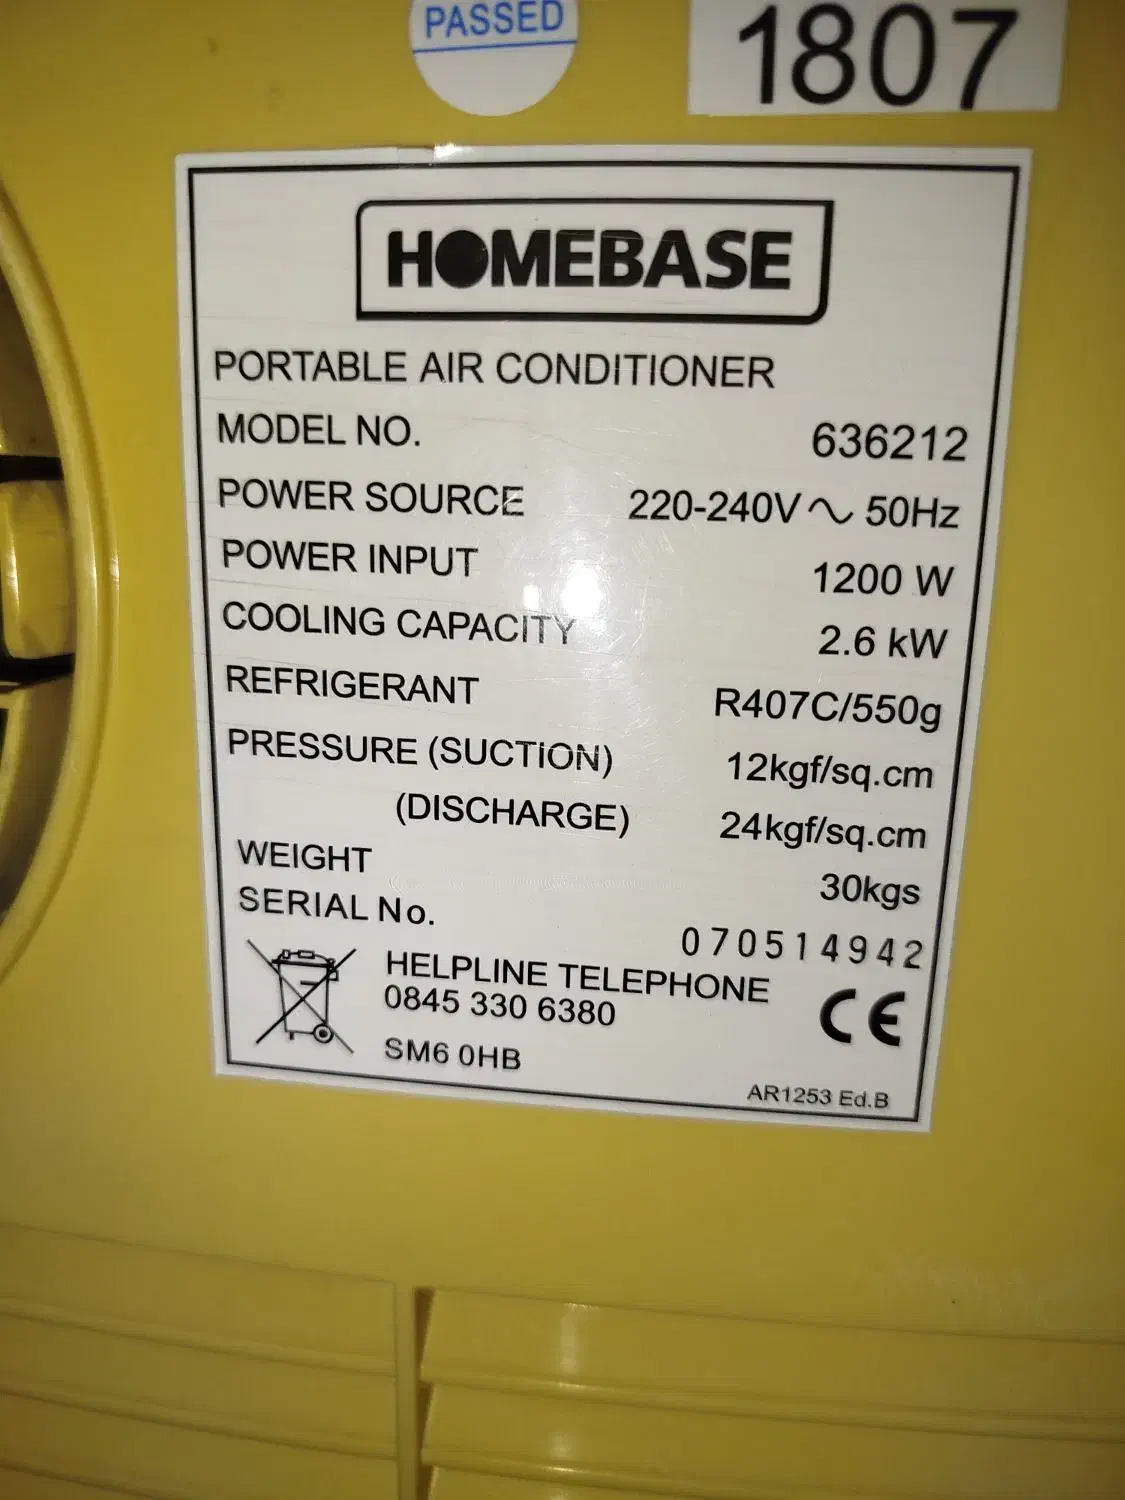 PASSED
1807
HOMEBASE
PORTABLE AIR CONDITIONER
MODEL NO. 636212
POWER SOURCE 220-240V ~ 50Hz
POWER INPUT 1200 W
COOLING CAPACITY 2.6 kW
REFRIGERANT R407C/550g
PRESSURE (SUCTION) 12kgf/sq.cm
(DISCHARGE) 24kgf/sq.cm
WEIGHT 30kgs
SERIAL No. 070514942
HELPLINE TELEPHONE
0845 330 6380
CE
SM6 0HB
AR1253 Ed.B